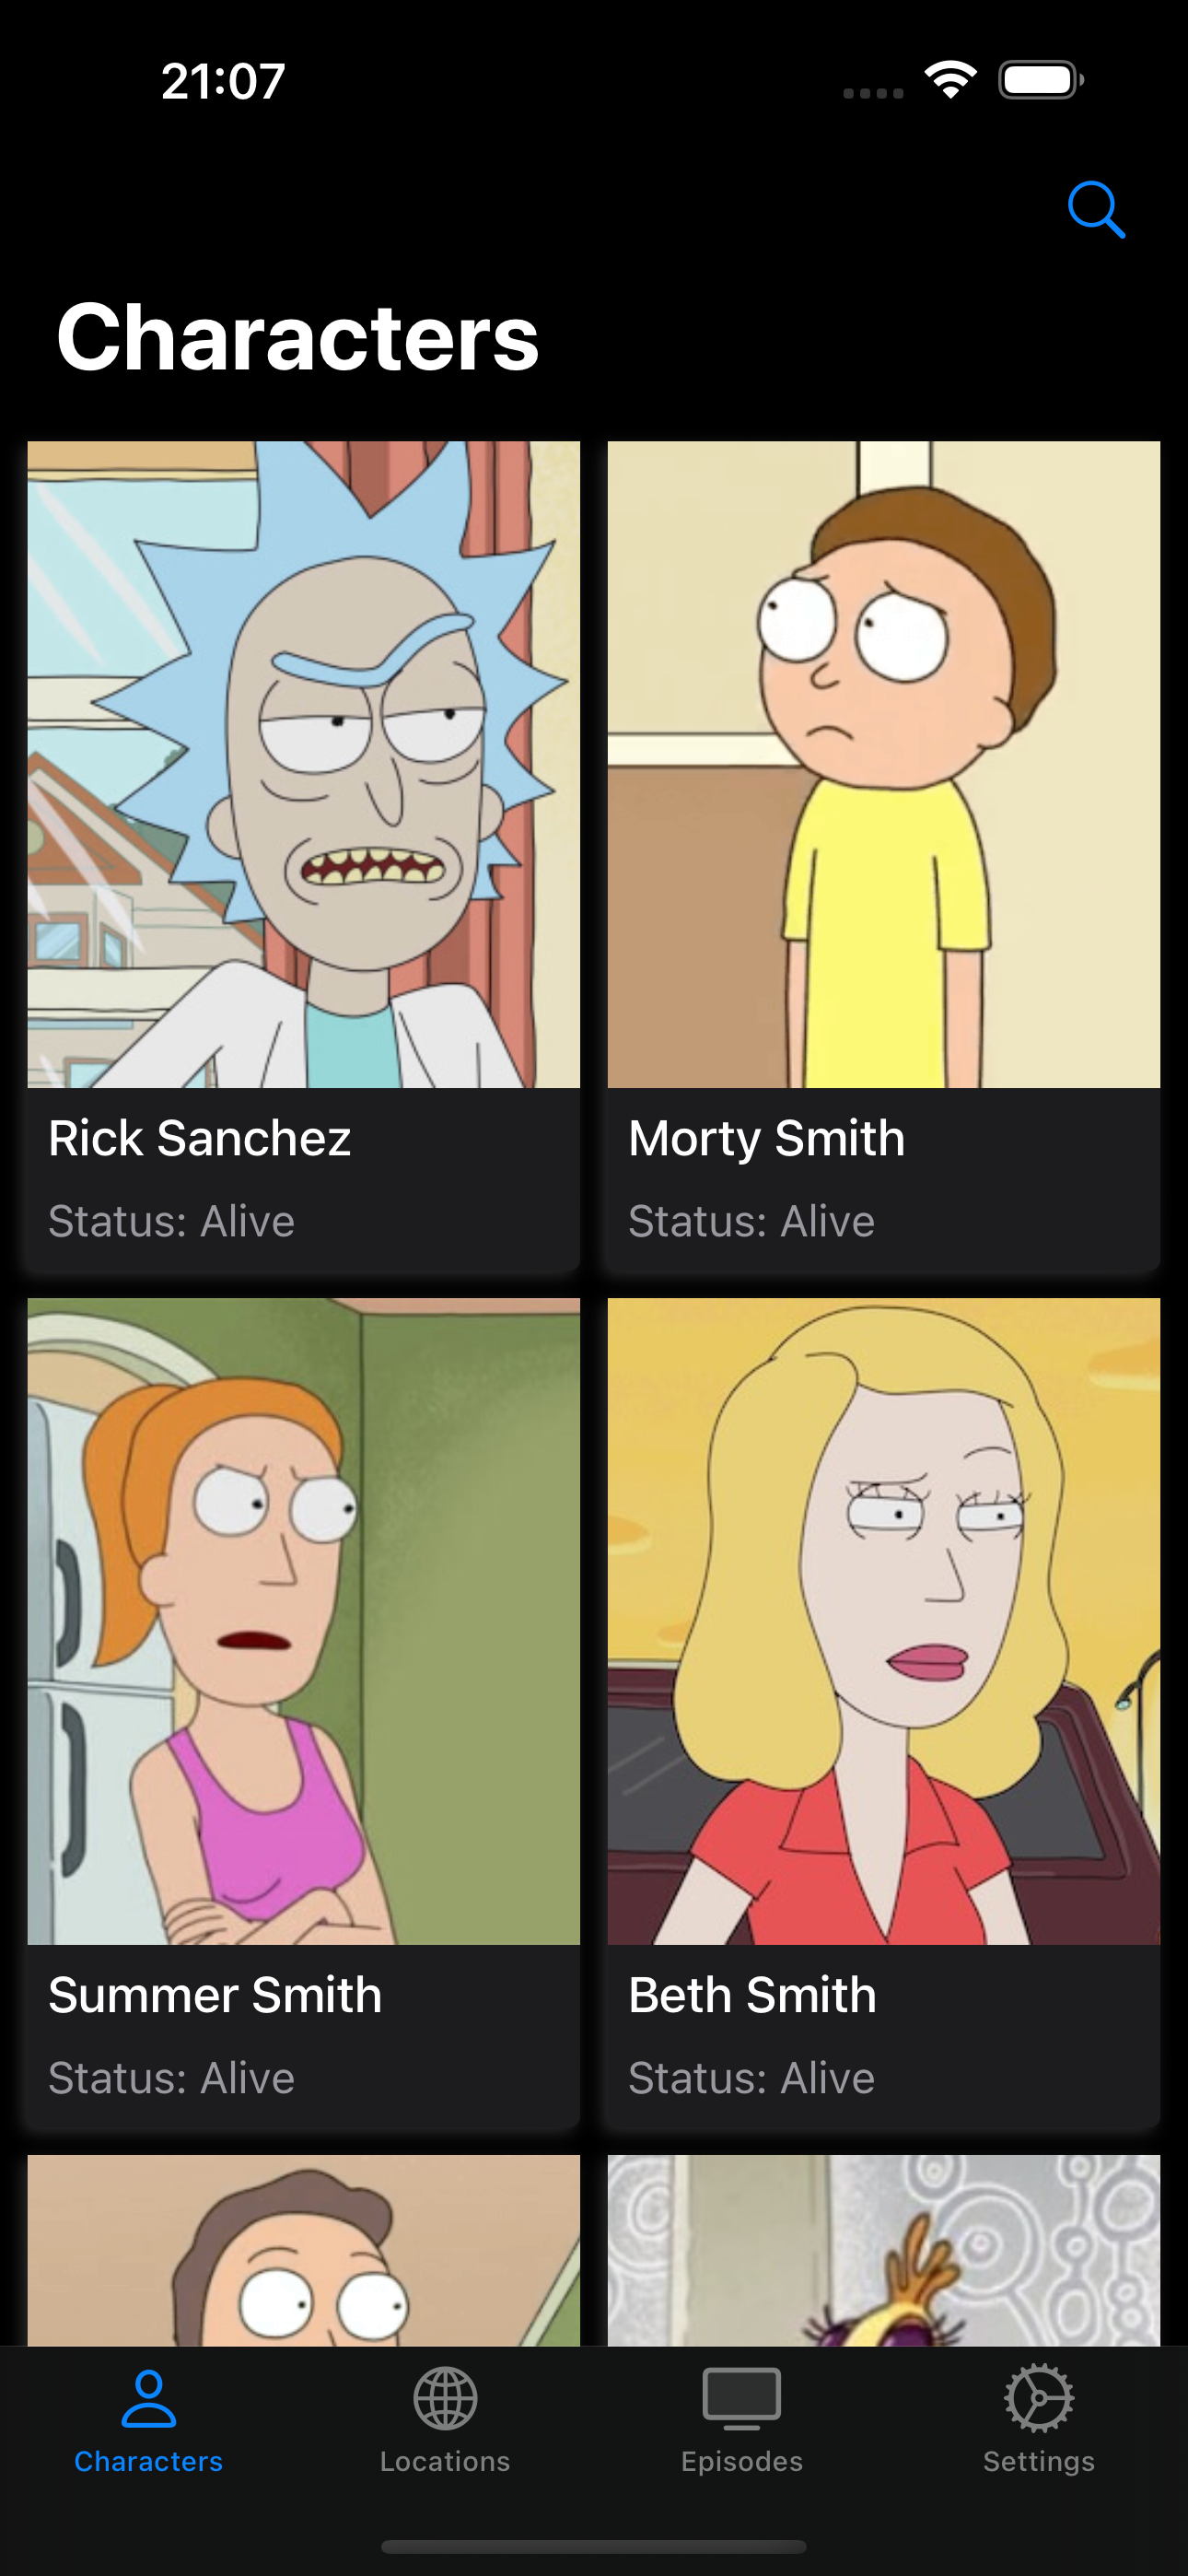 21:07
Characters
Rick Sanchez
Status: Alive
Morty Smith
Status: Alive
Summer Smith
Status: Alive
Beth Smith
Status: Alive
Characters
Locations
Episodes
Settings